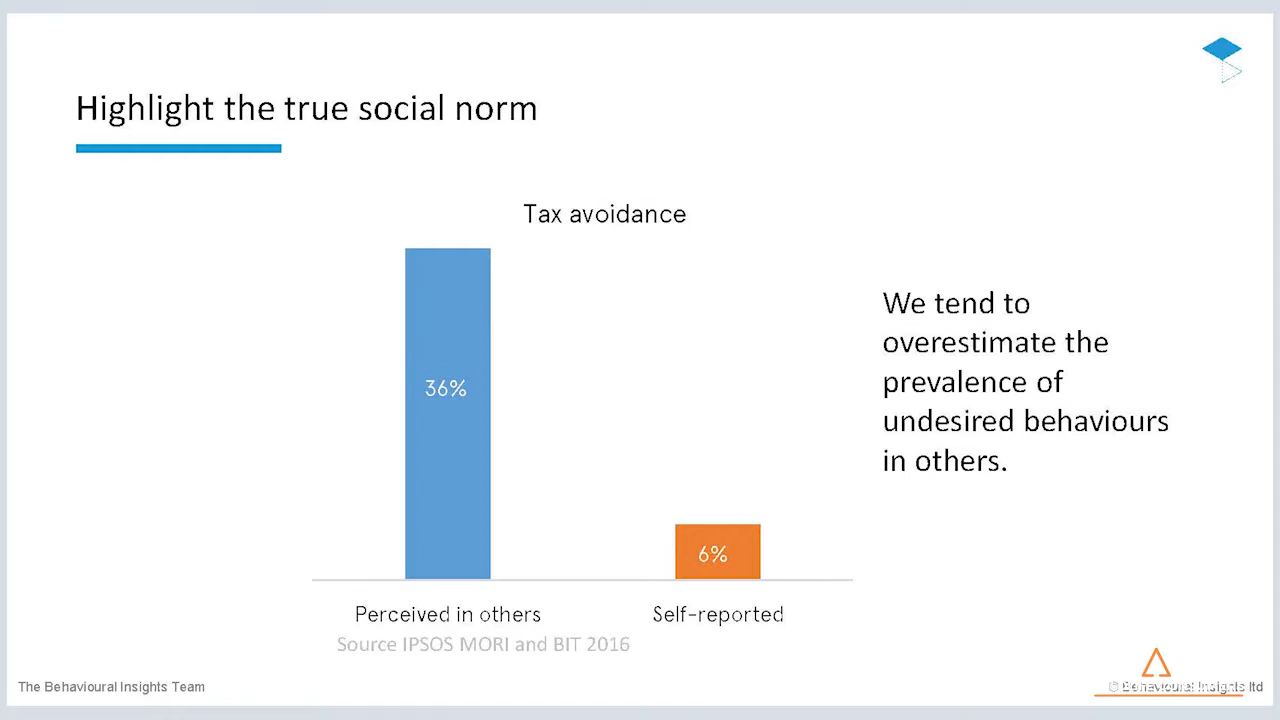 Highlight the true social norm
Tax avoidance
36%
6%
We tend to
overestimate the
prevalence of
undesired behaviours
in others.
Perceived in others
Self-reported
Source IPSOS MORI and BIT 2016
The Behavioural Insights Team
© Behavioural Insights ltd